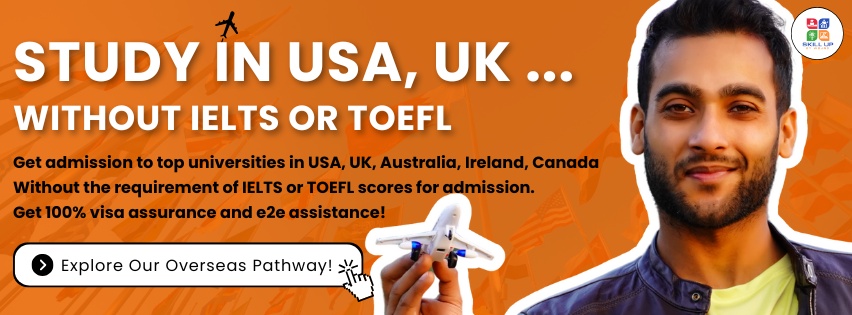 STUDY IN USA, UK ...
WITHOUT IELTS OR TOEFL
Get admission to top universities in USA, UK, Australia, Ireland, Canada
Without the requirement of IELTS or TOEFL scores for admission.
Get 100% visa assurance and e2e assistance!
Explore Our Overseas Pathway!
SKILL UP